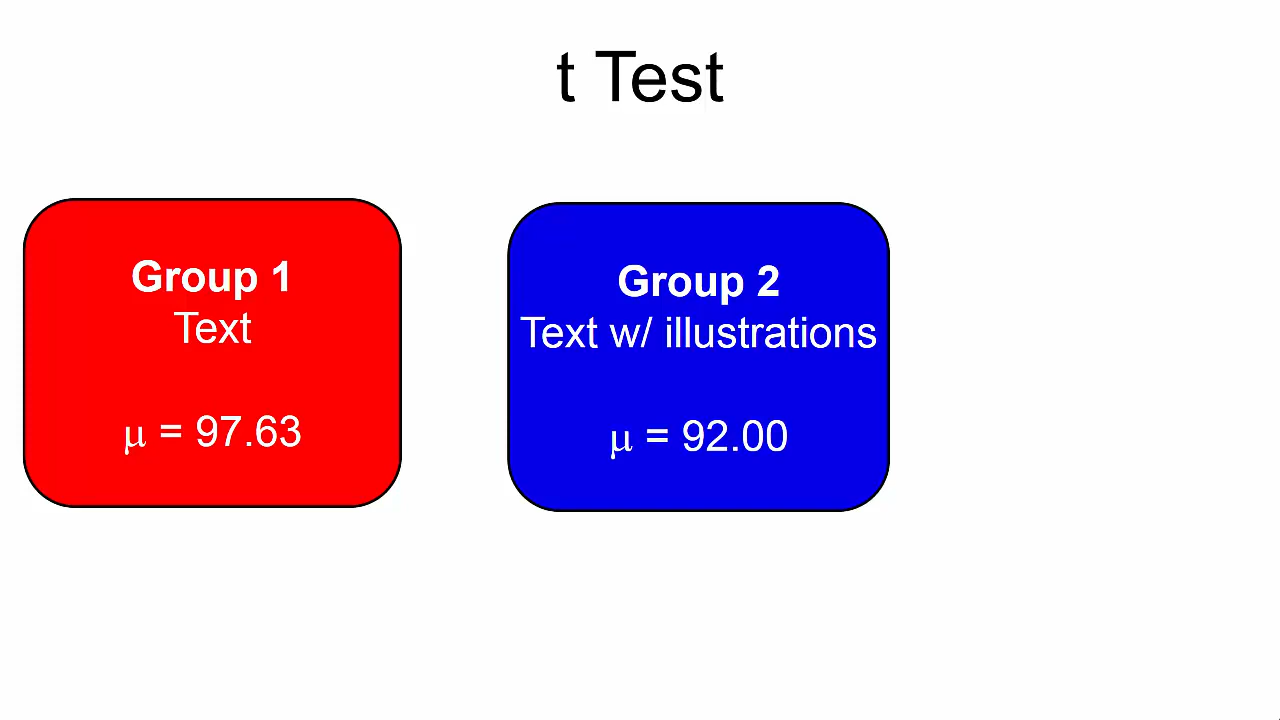 t Test
Group 1
Text
μ = 97.63
Group 2
Text w/ illustrations
μ = 92.00